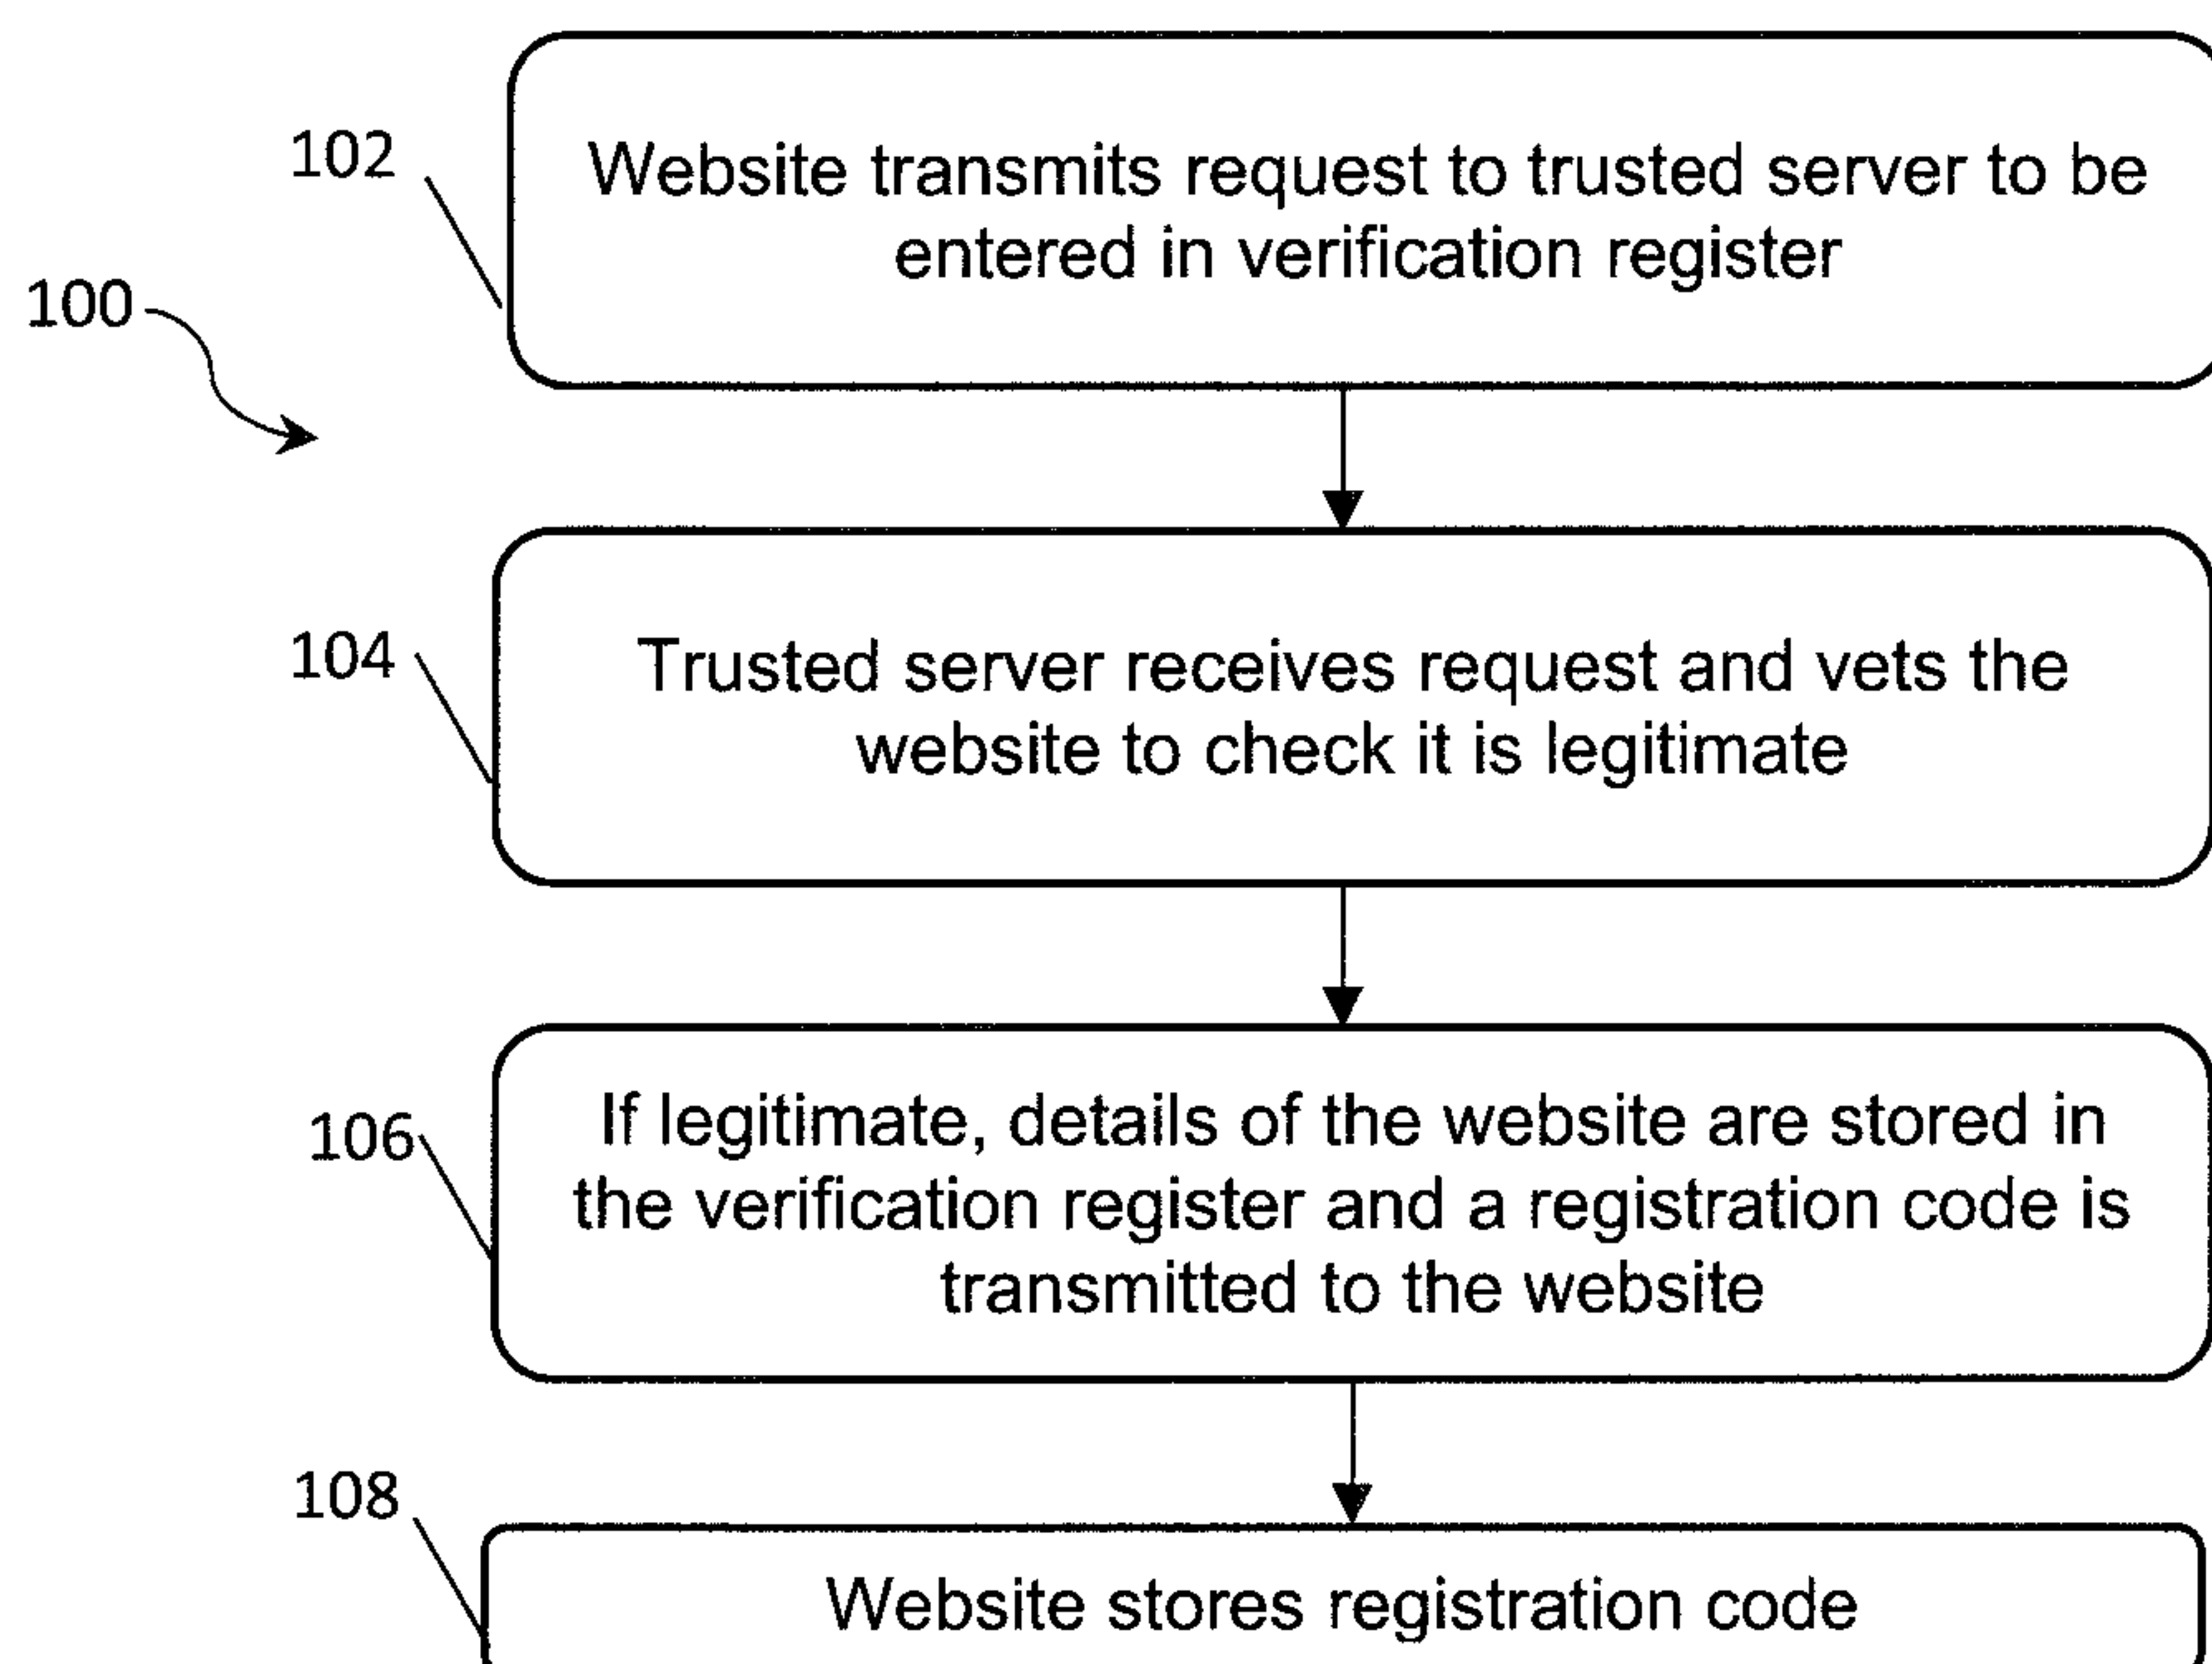 102
Website transmits request to trusted server to be
entered in verification register
100
104
Trusted server receives request and vets the
website to check it is legitimate
106
If legitimate, details of the website are stored in
the verification register and a registration code is
transmitted to the website
108
Website stores registration code